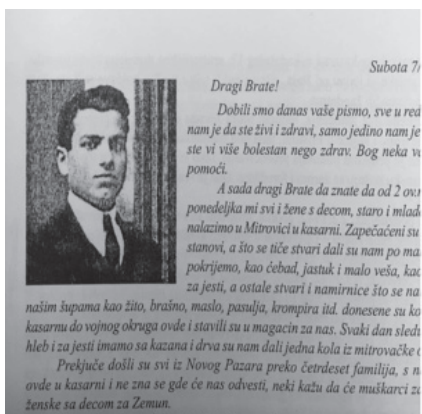 Subota 7/
Dragi Brate!
Dobili smo danas vaše pismo, sve u red
nam je da ste živi i zdravi, samo jedino nam je
ste vi više bolestan nego zdrav. Bog neka
pomoći.
A sada dragi Brate da znate da od 2 ov.
ponedeljka mi svi i žene s decom, staro i mlad
nalazimo u Mitrovici u kasarni. Zapečaćeni su
stanovi, a što se tiče stvari dali su nam po ma
pokrijemo, kao ćebad, jastuk i malo veša, kao
za jesti, a ostale stvari i namirnice što se na
našim šupama kao žito, brašno, maslo, pasulja, krompira itd. donesene su ko
kasarnu do vojnog okruga ovde i stavili su u magacin za nas. Svaki dan sledu
hleb i za jesti imamo sa kazana i drva su nam dali jedna kola iz mitrovačke
Prekjuče došli su svi iz Novog Pazara preko četrdeset familija, s n
ovde u kasarni i ne zna se gde će nas odvesti, neki kažu da će muškarci za
ženske sa decom za Zemun.